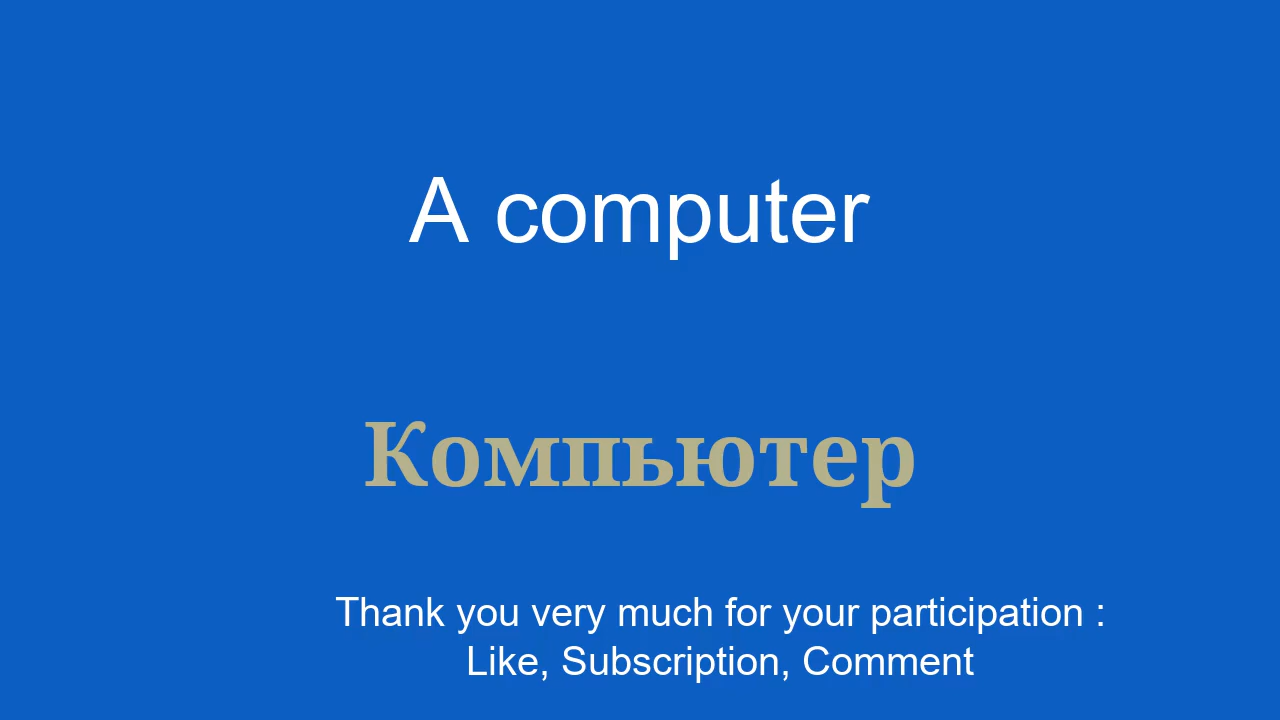 A computer
Компьютер
Thank you very much for your participation :
Like, Subscription, Comment